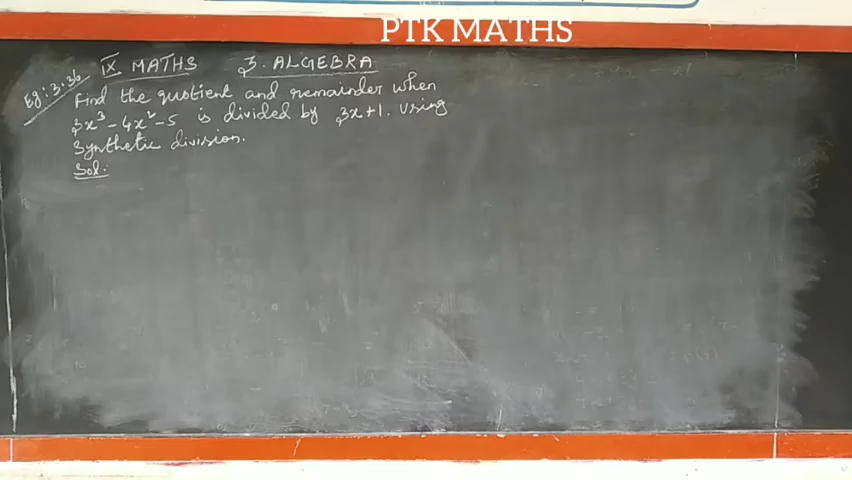 PTK MATHS
IX MATHS 3. ALGEBRA
Eg: 3.36
Find the quotient and remainder when
3x³ - 4x² - 5 is divided by 3x+1. using
Synthetic division.
Sol: